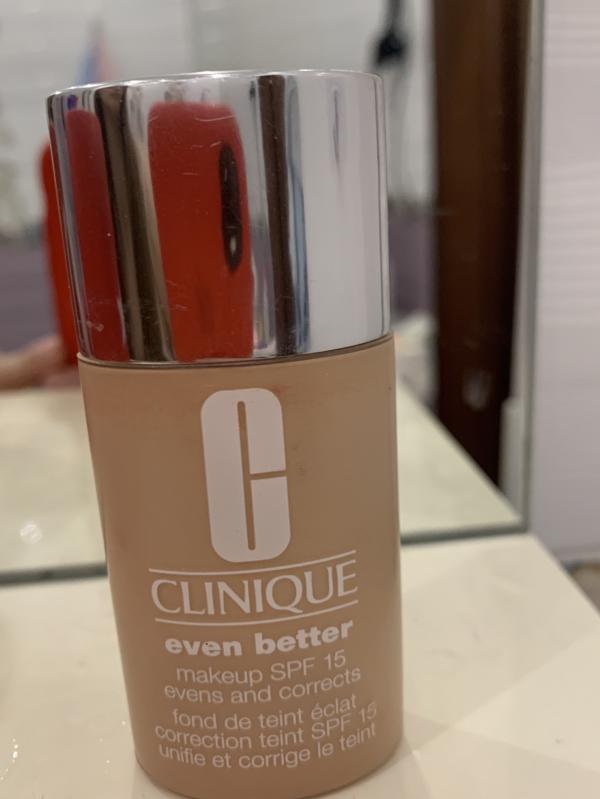 C
CLINIQUE
even better
makeup SPF 15
evens and corrects
fond de teint éclat
correction teint SPF 15
unifie et corrige le teint